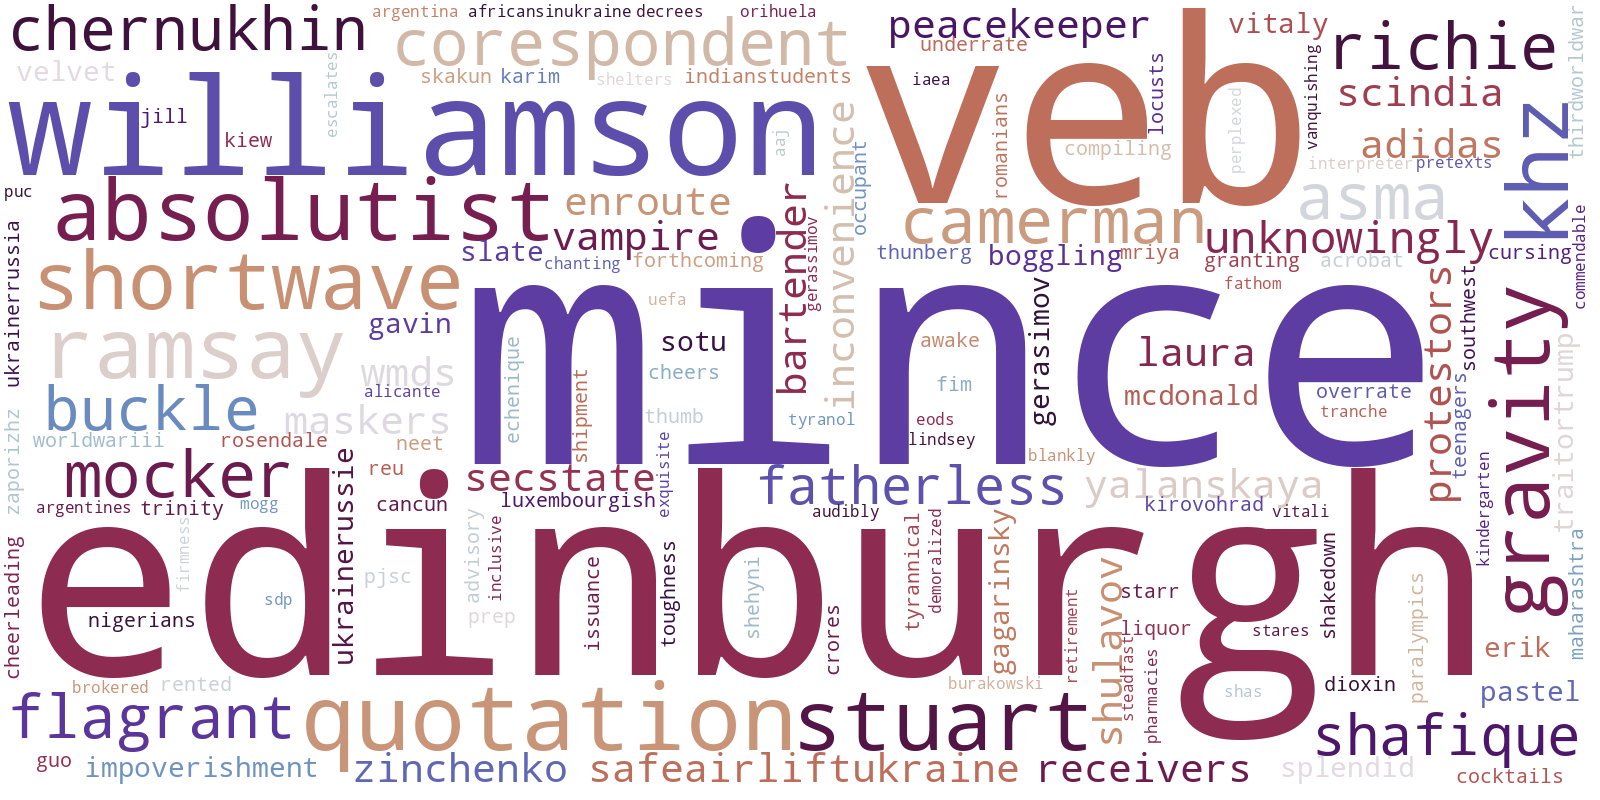 chernukhin
argentina
africansinukraine
decrees
orihuela
corespondent
peacekeeper
vitaly
richie
thirdworldwar
velvet
skakun
karim
shelters
indianstudents
underrate
iaea
locusts
vanquishing
scindia
williamson
jill
kiew
escalates
aaj
veb
romanians
compiling
perplexed
adidas
interpreter
pretexts
khz
puc
absolutist
enroute
vampire
bartender
inconvenience
occupant
camerman
asma
unknowingly
slate
chanting
forthcoming
gerassimov
thunberg
boggling
mriya
granting
acrobat
fathom
cursing
commendable
ukrainerrussia
shortwave
mince
uefa
gavin
sotu
awake
gerasimov
laura
protestors
southwest
gravity
ramsay
wmds
echenique
shipment
cheers
fim
mcdonald
overrate
tranche
teenagers
traitortrump
buckle
alicante
maskers
thumb
tyranol
eods
lindsey
zaporizhz
worldwariii
rosendale
neet
blankly
mocker
reu
secstate
exquisite
fatherless
yalanskaya
kindergarten
argentines
trinity
mogg
ukrainerussie
cancun
luxembourgish
audibly
kirovohrad
vitali
edinburgh
cheerleading
firmness
pjsc
advisory
inclusive
prep
issuance
toughness
shehyni
crores
tyrannical
demoralized
gagarinsky
retirement
shulavov
starr
liquor
shakedown
stares
paralympics
maharashtra
erik
nigerians
sdp
steadfast
pharmacies
shas
dioxin
pastel
brokered
rented
burakowski
flagrant
quotation
stuart
shafique
guo
impoverishment
zinchenko
safeairliftukraine
receivers
splendid
cocktails